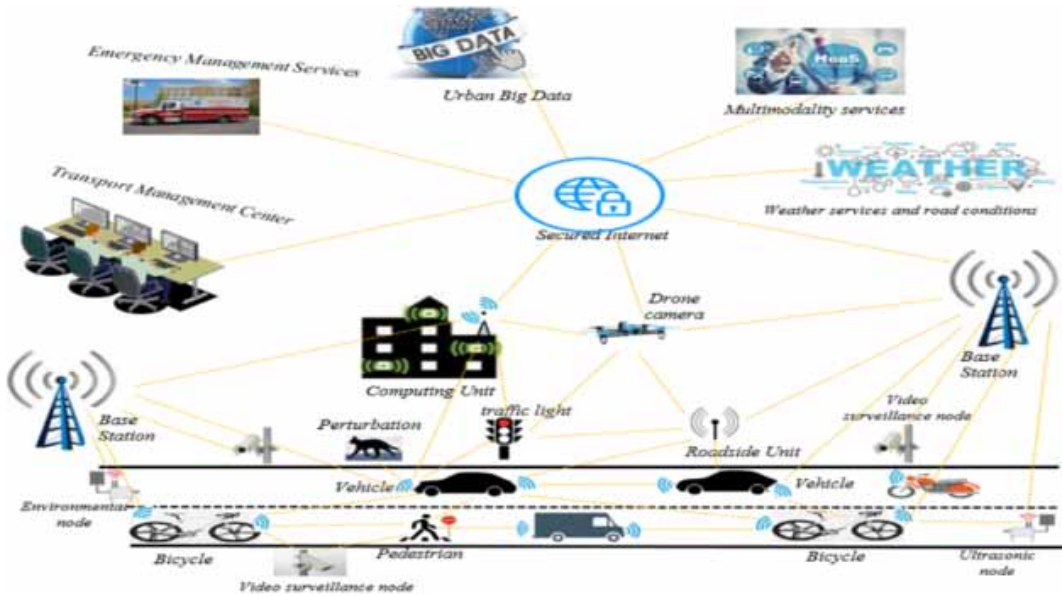 BIG DATA
Emergency Management Services
Urban Big Data
HaaS
Multimodality services
WEATHER
Transport Management Center
Weather services and road conditions
Secured Internet
Drone
camera
Base
Station
Computing Unit
traffic light
Video
surveillance node
Base
Station
Perturbation
Roadside Unit
Vehicle
Vehicle
Environmental
node
Bicycle
Pedestrian
Bicycle
Ultrasonic
node
Video surveillance node